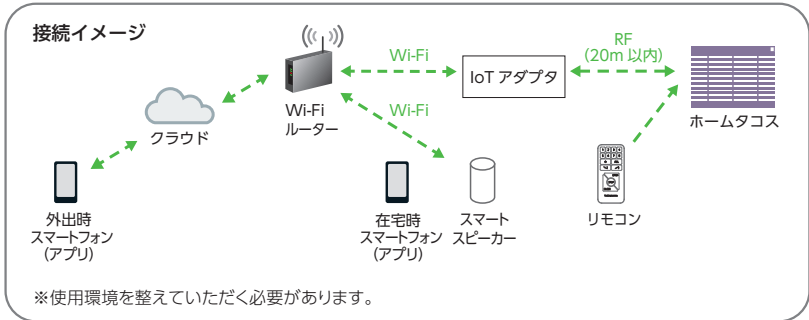 接続イメージ
Wi-Fi
RF
(20m 以内)
IoT アダプタ
Wi-Fi
ルーター
Wi-Fi
クラウド
ホームタコス
外出時
スマートフォン
(アプリ)
在宅時
スマートフォン
(アプリ)
スマート
スピーカー
リモコン
※使用環境を整えていただく必要があります。